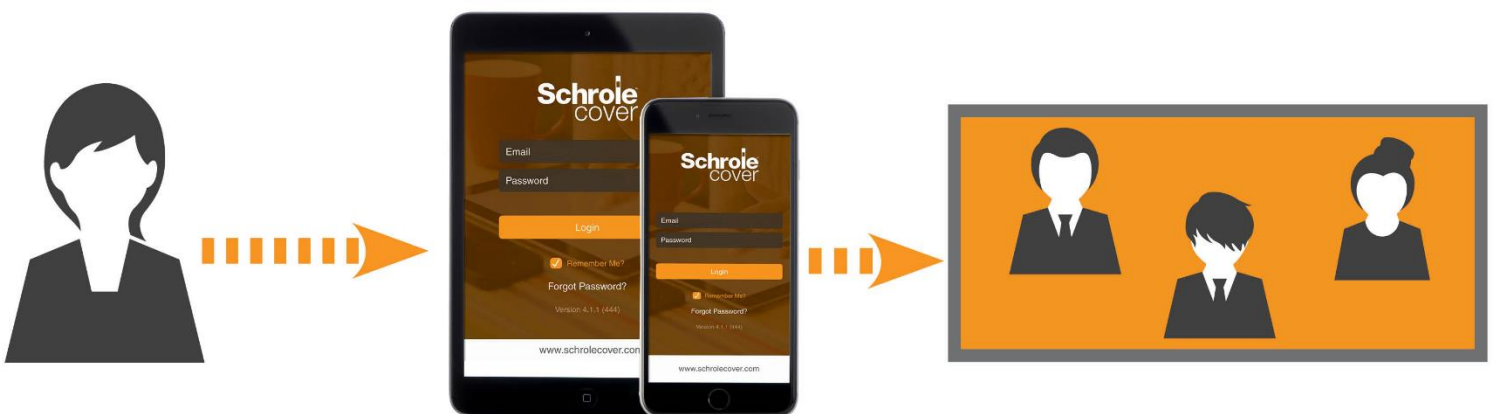 Schrole
cover
Email
Password
Login
Remember Me?
Forgot Password?
Version 4.1.1 (444)
www.schrolecover.com
Schrole
cover
Email
Password
Login
Remember Me?
Forgot Password?
Version 4.1.1 (444)
www.schrolecover.com